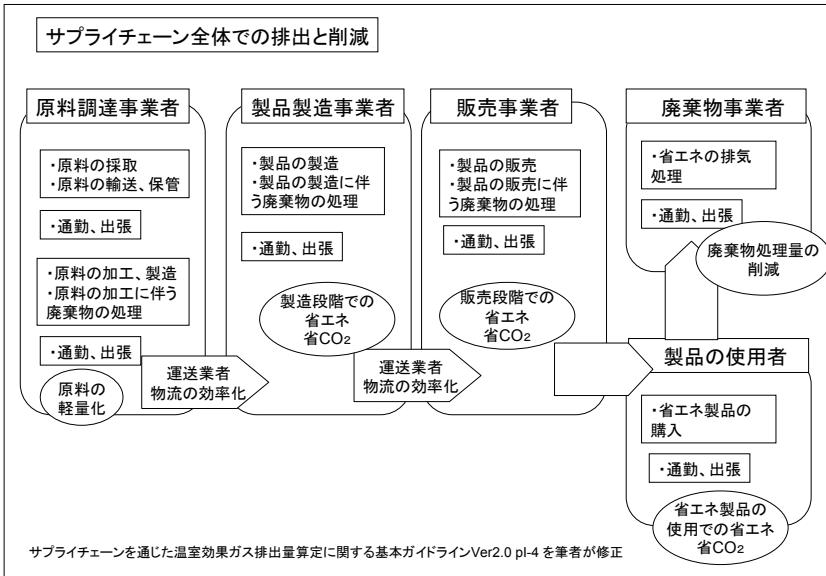 サプライチェーン全体での排出と削減
原料調達事業者
・原料の採取
・原料の輸送、保管
・通勤、出張
・原料の加工、製造
・原料の加工に伴う
廃棄物の処理
・通勤、出張
原料の
軽量化
運送業者
物流の効率化
製品製造事業者
・製品の製造
・製品の製造に伴
う廃棄物の処理
・通勤、出張
製造段階での
省エネ
省CO₂
運送業者
物流の効率化
販売事業者
・製品の販売
・製品の販売に伴
う廃棄物の処理
・通勤、出張
販売段階での
省エネ
省CO₂
廃棄物事業者
・省エネの排気
処理
・通勤、出張
廃棄物処理量の
削減
製品の使用者
・省エネ製品の
購入
・通勤、出張
省エネ製品の
使用での省エネ
省CO₂
サプライチェーンを通じた温室効果ガス排出量算定に関する基本ガイドラインVer2.0 pⅠ-4 を筆者が修正